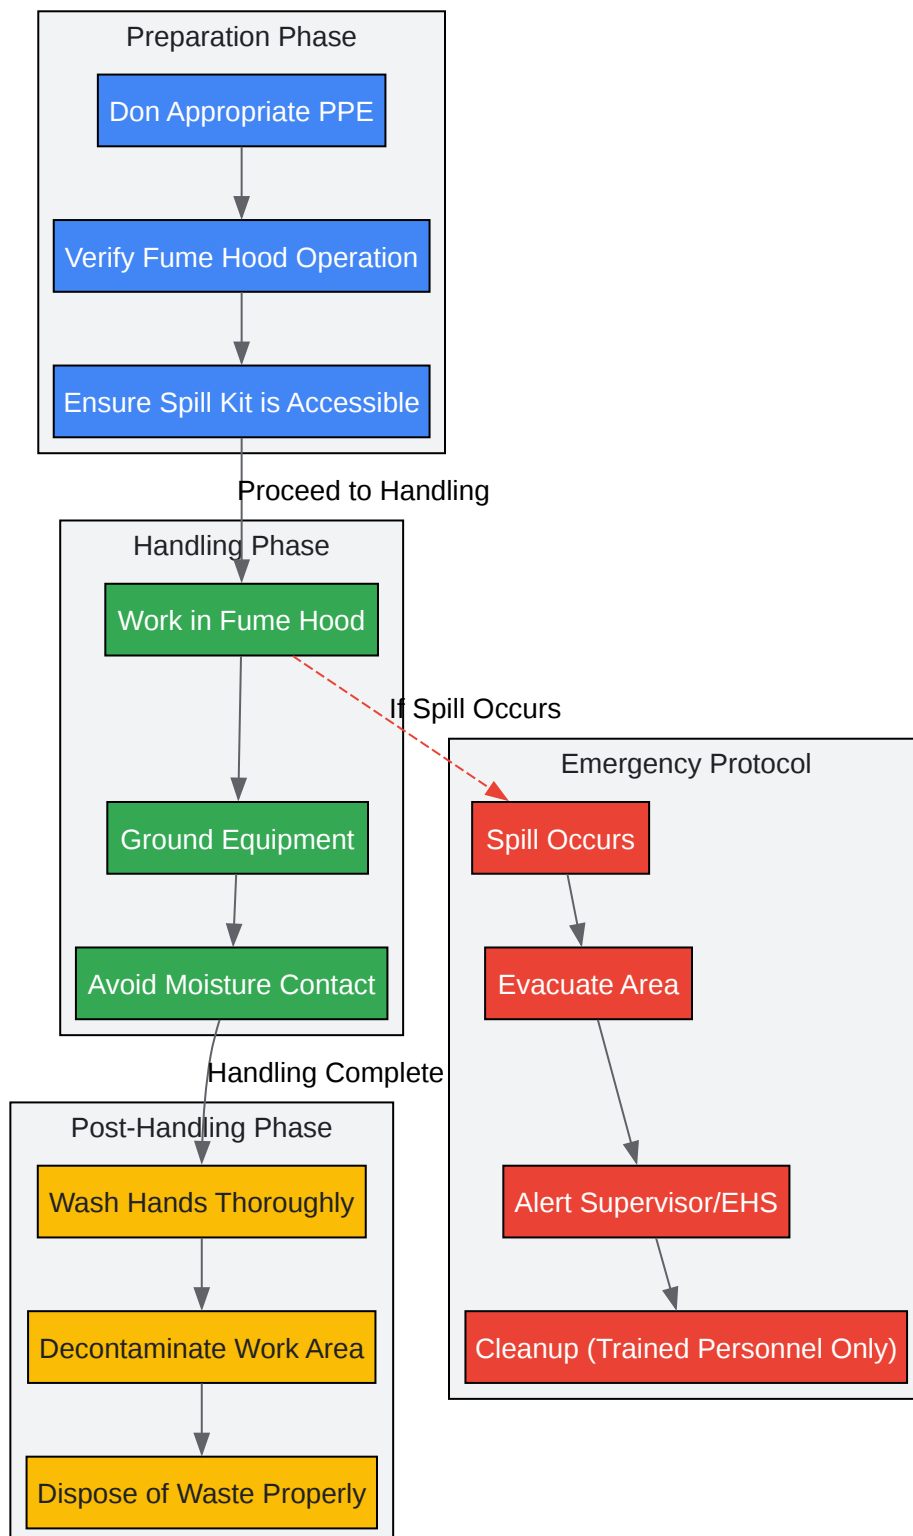 Preparation Phase
Don Appropriate PPE
Verify Fume Hood Operation
Ensure Spill Kit is Accessible
Proceed to Handling
Handling Phase
Work in Fume Hood
If Spill Occurs
Ground Equipment
Avoid Moisture Contact
Handling Complete
Emergency Protocol
Spill Occurs
Evacuate Area
Alert Supervisor/EHS
Cleanup (Trained Personnel Only)
Post-Handling Phase
Wash Hands Thoroughly
Decontaminate Work Area
Dispose of Waste Properly